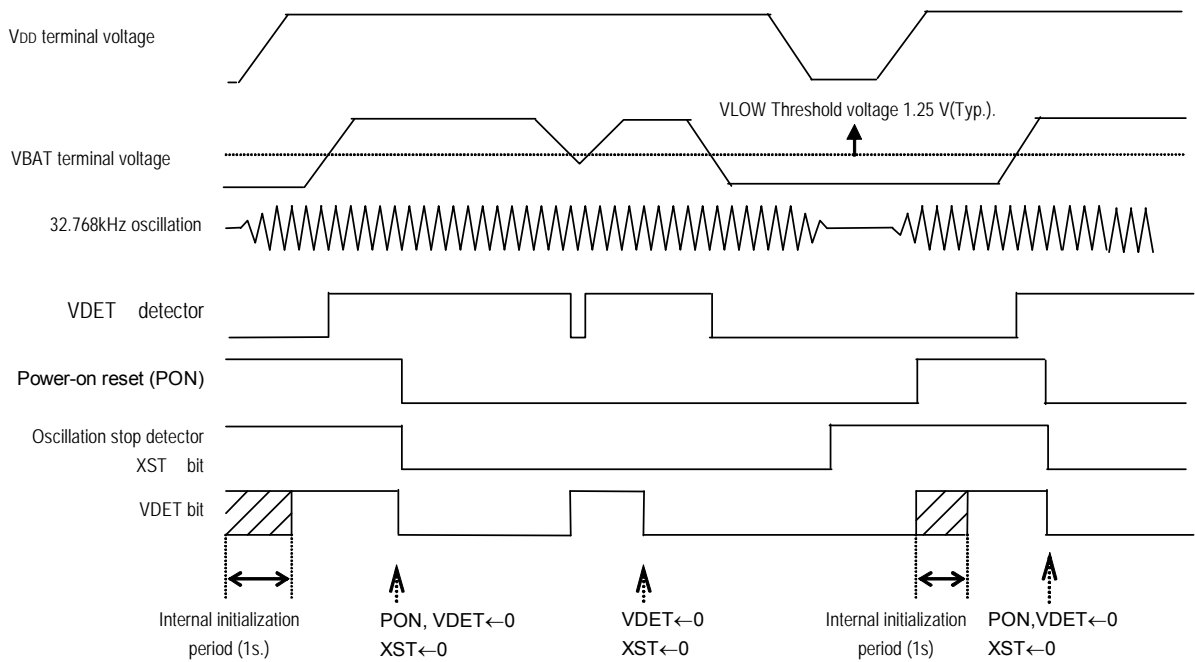 VDD terminal voltage
VLOW Threshold voltage 1.25 V(Typ.).
VBAT terminal voltage
32.768kHz oscillation
VDET detector
Power-on reset (PON)
Oscillation stop detector
XST bit
VDET bit
Internal initialization
period (1s.)
PON, VDET←0
XST←0
VDET←0
XST←0
Internal initialization
period (1s)
PON,VDET←0
XST←0